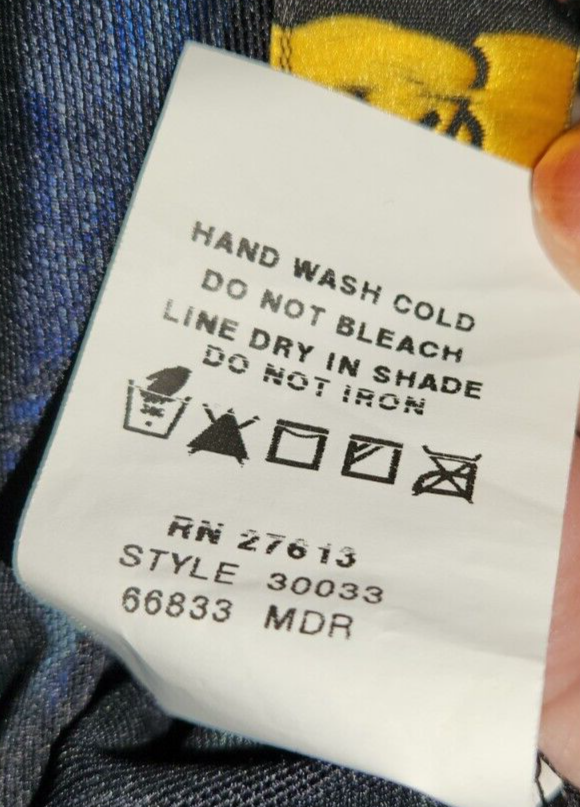 HAND WASH COLD
DO NOT BLEACH
LINE DRY IN SHADE
DO NOT IRON
RN 27613
STYLE 30033
66833 MDR